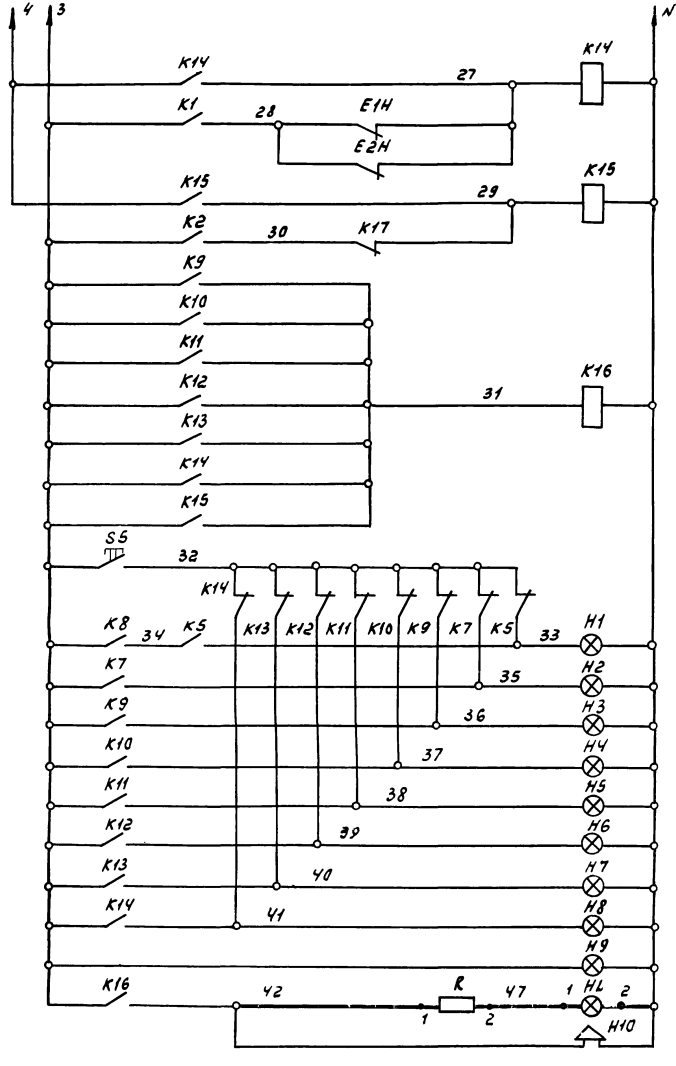 4 3 N
K14 27 K14
K1 28 E1H
E2H
K15 29 K15
K2 30 K17
K9
K10
K11
K12 31 K16
K13
K14
K15
S5 32
K14 K13 K12 K11 K10 K9 K7 K5
K8 34 K5 33 H1
K7 35 H2
K9 36 H3
K10 37 H4
K11 38 H5
K12 39 H6
K13 40 H7
K14 41 H8
H9
K16 42 R 47 1 HL 2
1 2 H10